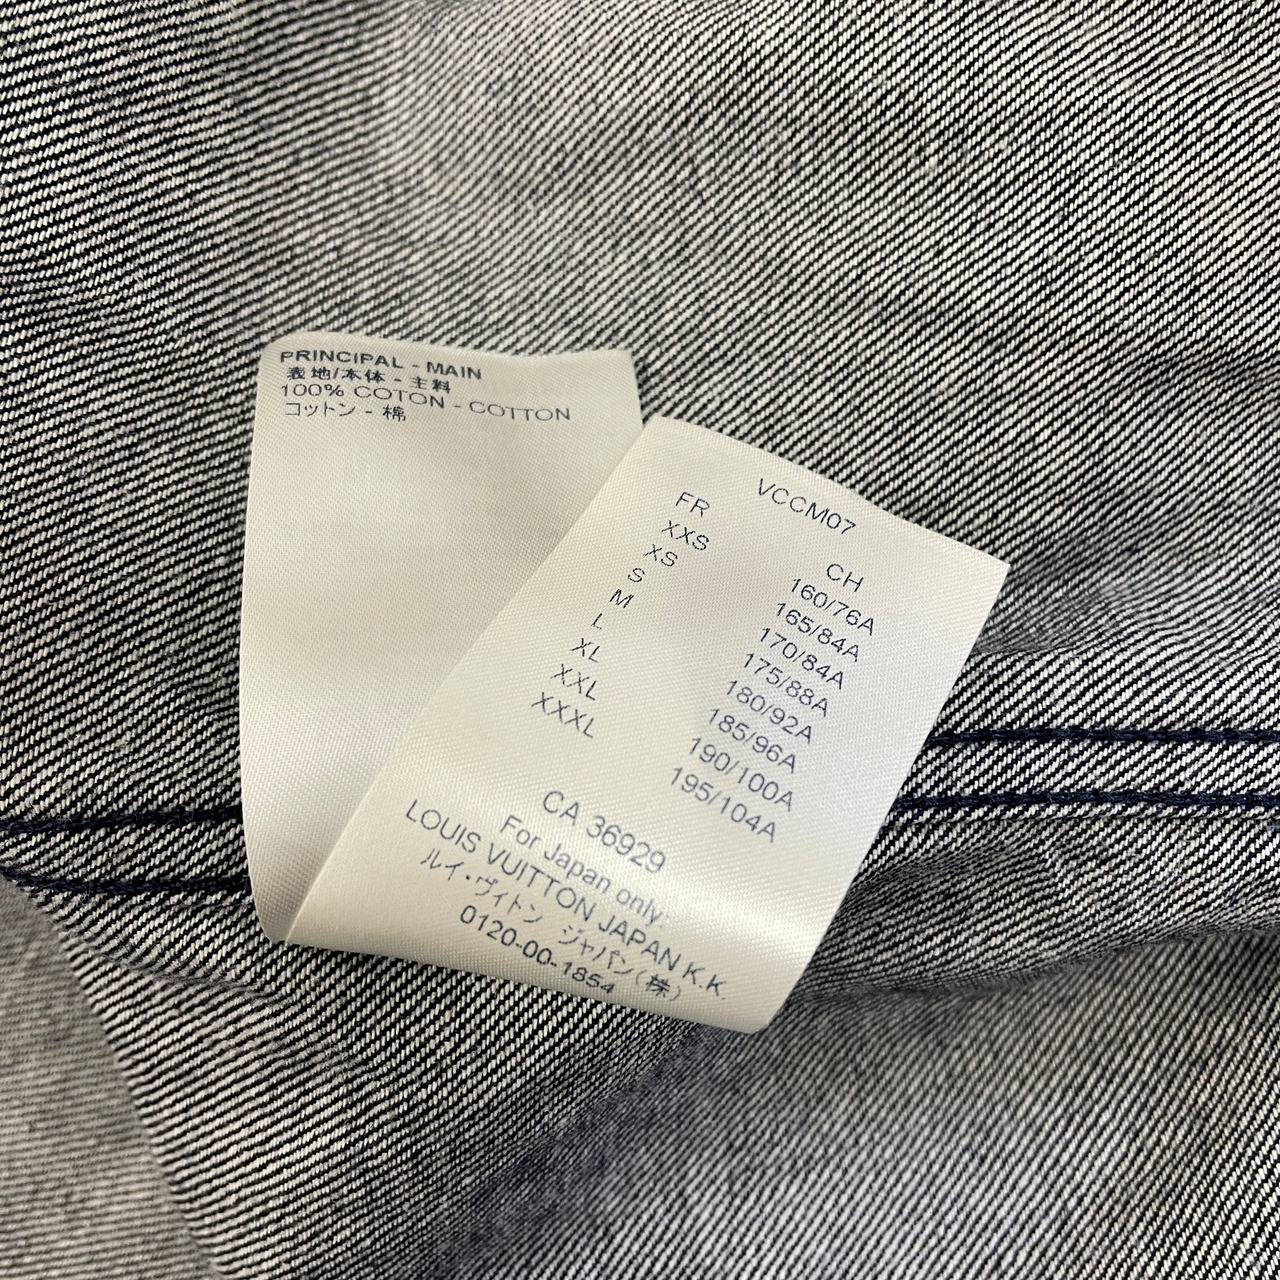 PRINCIPAL - MAIN
表地/本体 - 主料
100% COTON - COTTON
コットン - 棉
VCCM07
FR CH
XXS 160/76A
XS 165/84A
S 170/84A
M 175/88A
L 180/92A
XL 185/96A
XXL 190/100A
XXXL 195/104A
CA 36929
For Japan only.
LOUIS VUITTON JAPAN K.K.
ルイ・ヴィトン ジャパン(株)
0120-00-1854